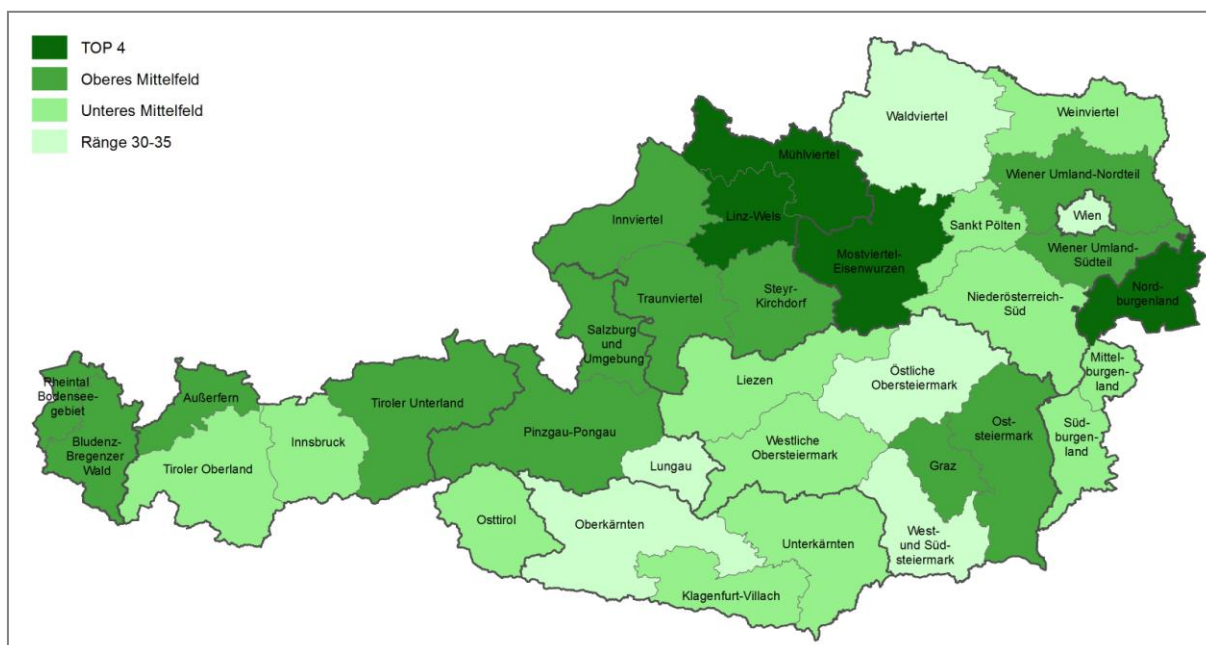 TOP 4
Oberes Mittelfeld
Unteres Mittelfeld
Ränge 30-35
Waldviertel
Weinviertel
Mühlviertel
Wiener Umland-Nordteil
Linz-Wels
Innviertel
Wien
Sankt Pölten
Mostviertel-
Eisenwurzen
Wiener Umland-
Südteil
Nord-
burgenland
Traunviertel
Steyr-
Kirchdorf
Niederösterreich-
Süd
Salzburg
und
Umgebung
Mittel-
burgen-
land
Östliche
Obersteiermark
Liezen
Rheintal
Bodensee-
gebiet
Außerfern
Tiroler Unterland
Bludenz-
Bregenzer
Wald
Innsbruck
Tiroler Oberland
Pinzgau-Pongau
Westliche
Obersteiermark
Ost-
steiermark
Süd-
burgen-
land
Lungau
Graz
Osttirol
Oberkärnten
Unterkärnten
West-
und Süd-
steiermark
Klagenfurt-Villach